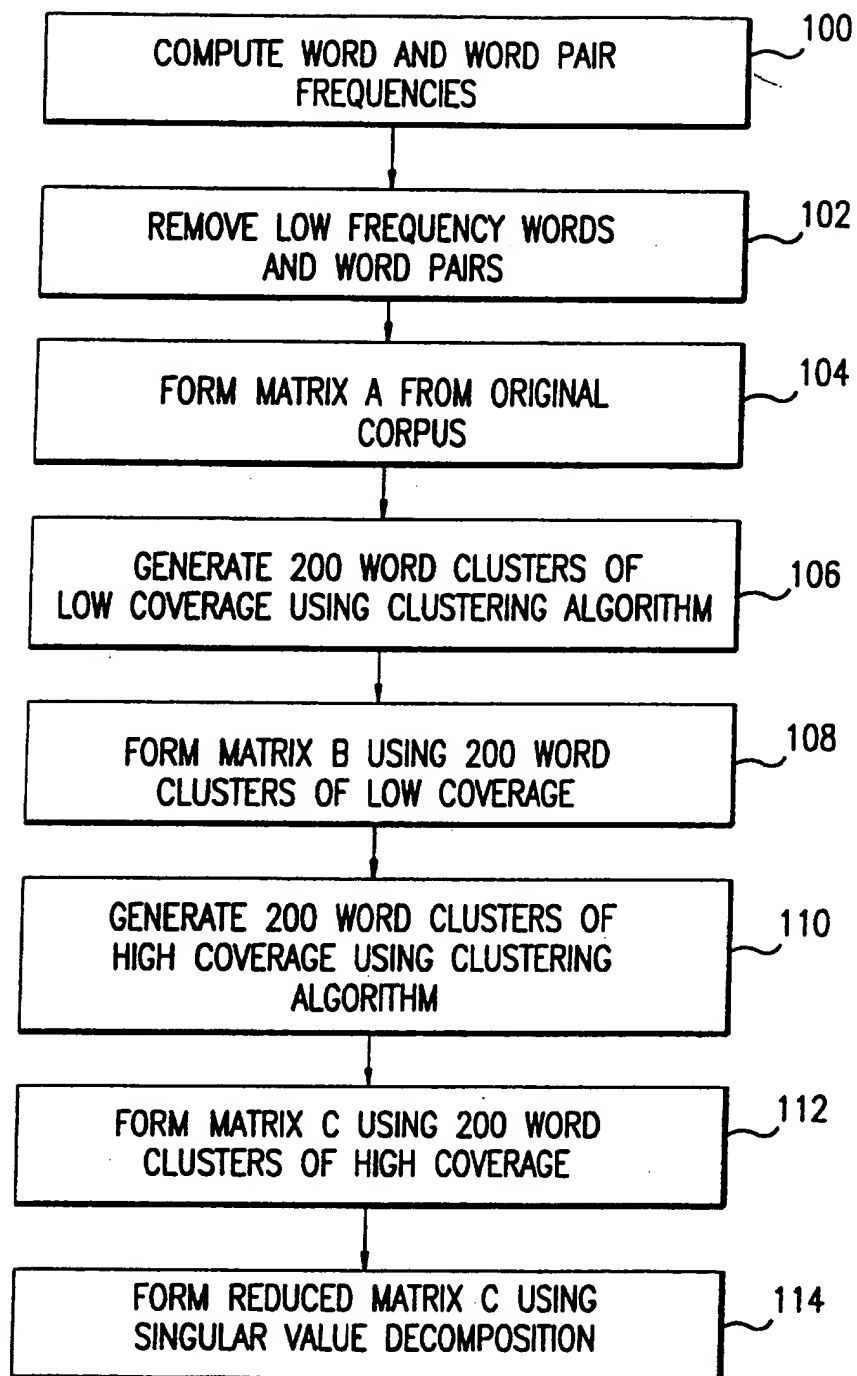 100
COMPUTE WORD AND WORD PAIR
FREQUENCIES
102
REMOVE LOW FREQUENCY WORDS
AND WORD PAIRS
104
FORM MATRIX A FROM ORIGINAL
CORPUS
106
GENERATE 200 WORD CLUSTERS OF
LOW COVERAGE USING CLUSTERING ALGORITHM
108
FORM MATRIX B USING 200 WORD
CLUSTERS OF LOW COVERAGE
110
GENERATE 200 WORD CLUSTERS OF
HIGH COVERAGE USING CLUSTERING
ALGORITHM
112
FORM MATRIX C USING 200 WORD
CLUSTERS OF HIGH COVERAGE
114
FORM REDUCED MATRIX C USING
SINGULAR VALUE DECOMPOSITION